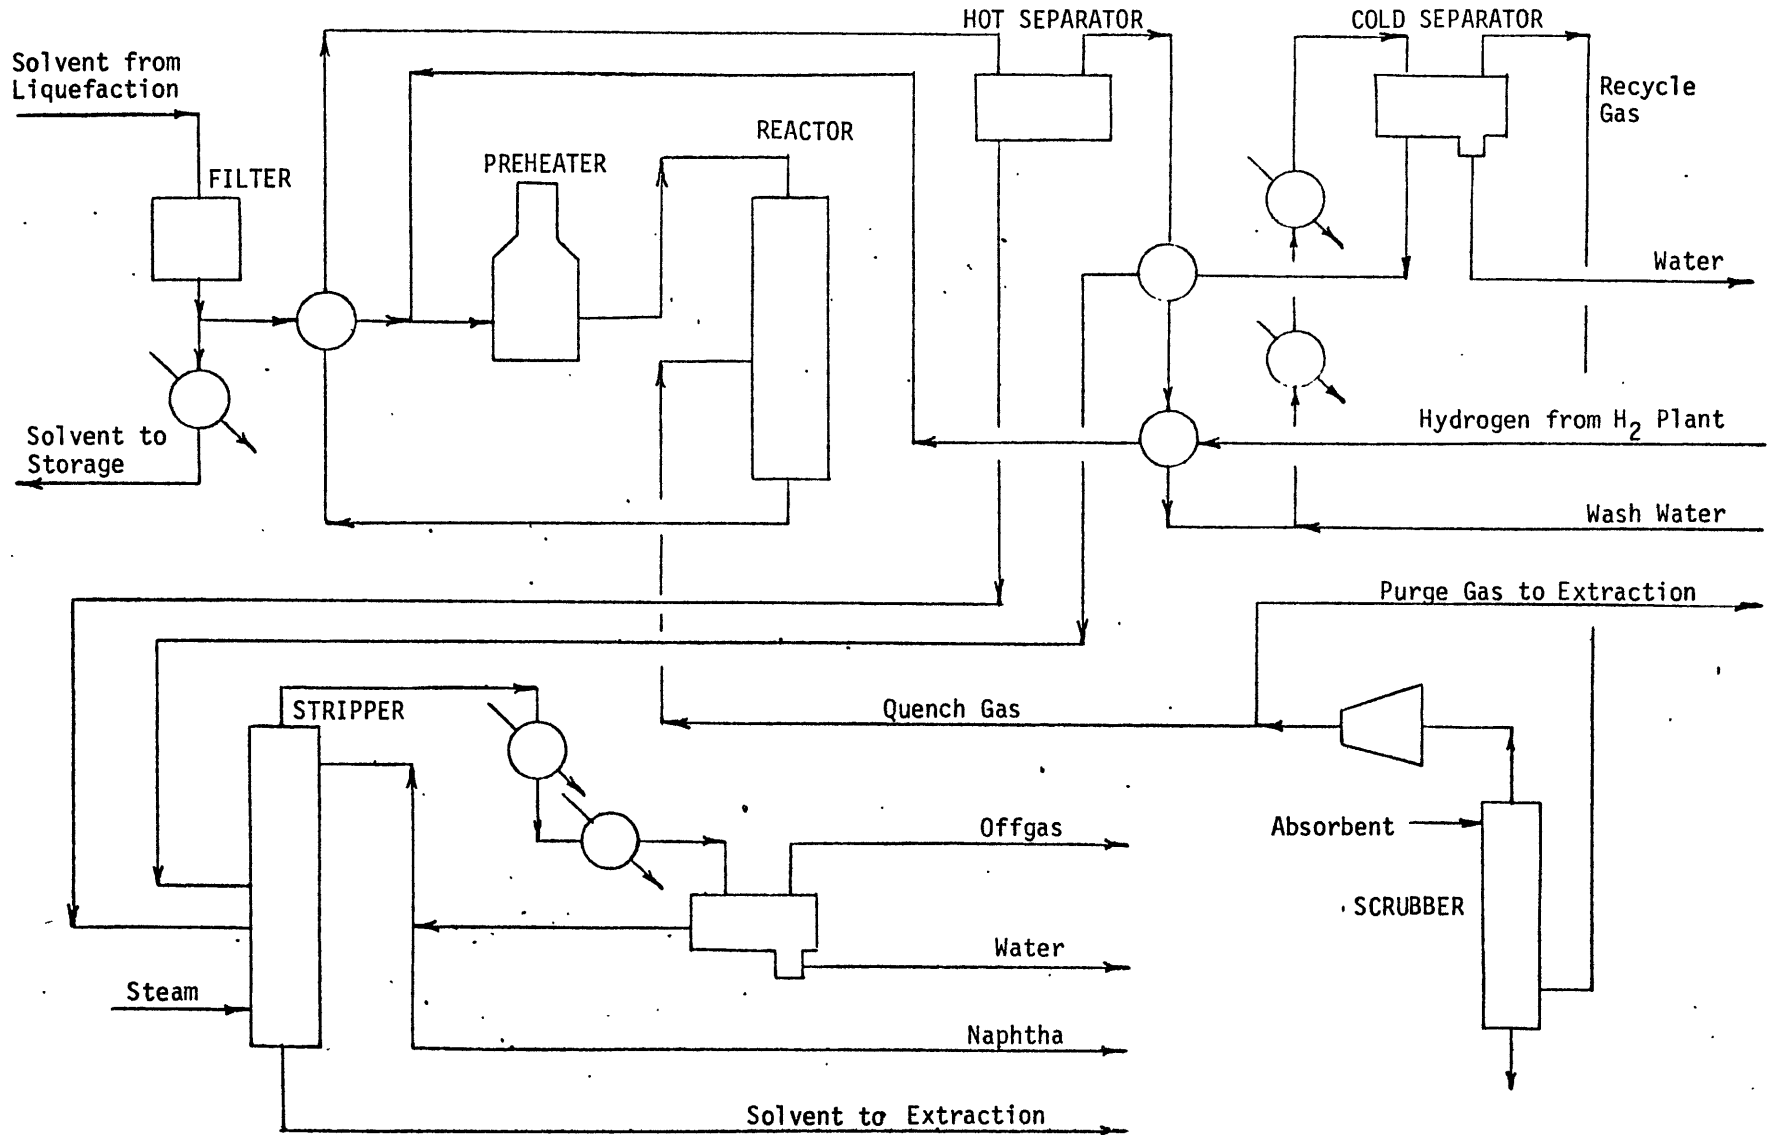 HOT SEPARATOR
COLD SEPARATOR
Solvent from
Liquefaction
Recycle
Gas
REACTOR
PREHEATER
FILTER
Water
Hydrogen from H2 Plant
Solvent to
Storage
Wash Water
Purge Gas to Extraction
STRIPPER
Quench Gas
Offgas
Absorbent
SCRUBBER
Water
Steam
Naphtha
Solvent to Extraction